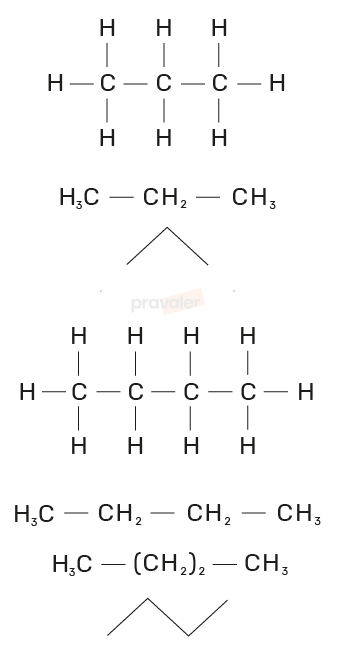 H H H
H — C — C — C — H
H H H
H₃C — CH₂ — CH₃
pravaler
H H H H
H — C — C — C — C — H
H H H H
H₃C — CH₂ — CH₂ — CH₃
H₃C — (CH₂)₂ — CH₃